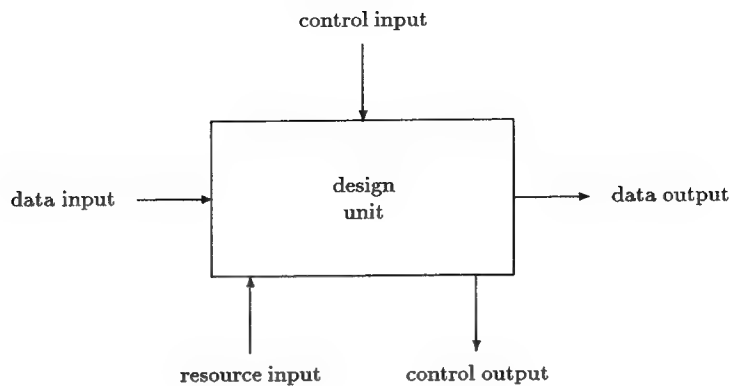 control input
data input
design
unit
data output
resource input
control output